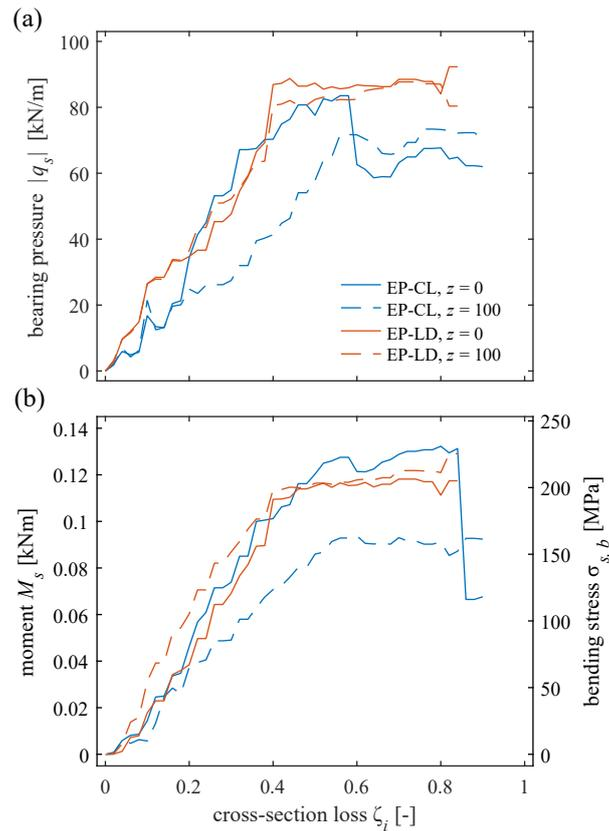 (a)
100
80
60
40
20
0
bearing pressure |q_s| [kN/m]
EP-CL, z = 0
EP-CL, z = 100
EP-LD, z = 0
EP-LD, z = 100
(b)
0.14
0.12
0.1
0.08
0.06
0.04
0.02
0
moment M_s [kNm]
250
200
150
100
50
0
bending stress σ_{s, b} [MPa]
0 0.2 0.4 0.6 0.8 1
cross-section loss ζ_i [-]